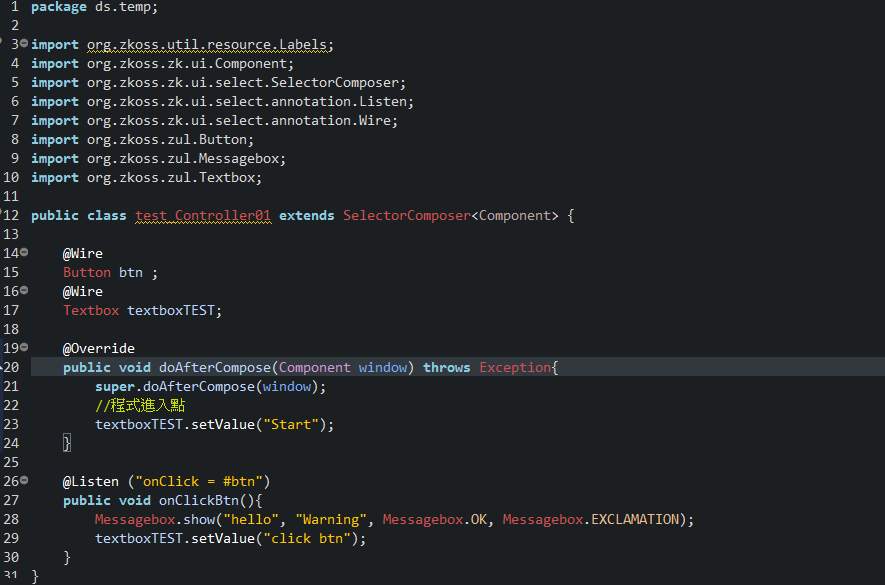 1 package ds.temp;
2
3 import org.zkoss.util.resource.Labels;
4 import org.zkoss.zk.ui.Component;
5 import org.zkoss.zk.ui.select.SelectorComposer;
6 import org.zkoss.zk.ui.select.annotation.Listen;
7 import org.zkoss.zk.ui.select.annotation.Wire;
8 import org.zkoss.zul.Button;
9 import org.zkoss.zul.Messagebox;
10 import org.zkoss.zul.Textbox;
11
12 public class test_Controller01 extends SelectorComposer<Component> {
13
14 @Wire
15 Button btn ;
16 @Wire
17 Textbox textboxTEST;
18
19 @Override
20 public void doAfterCompose(Component window) throws Exception{
21 super.doAfterCompose(window);
22 //程式進入點
23 textboxTEST.setValue("Start");
24 }
25
26 @Listen ("onClick = #btn")
27 public void onClickBtn(){
28 Messagebox.show("hello", "Warning", Messagebox.OK, Messagebox.EXCLAMATION);
29 textboxTEST.setValue("click btn");
30 }
31 }